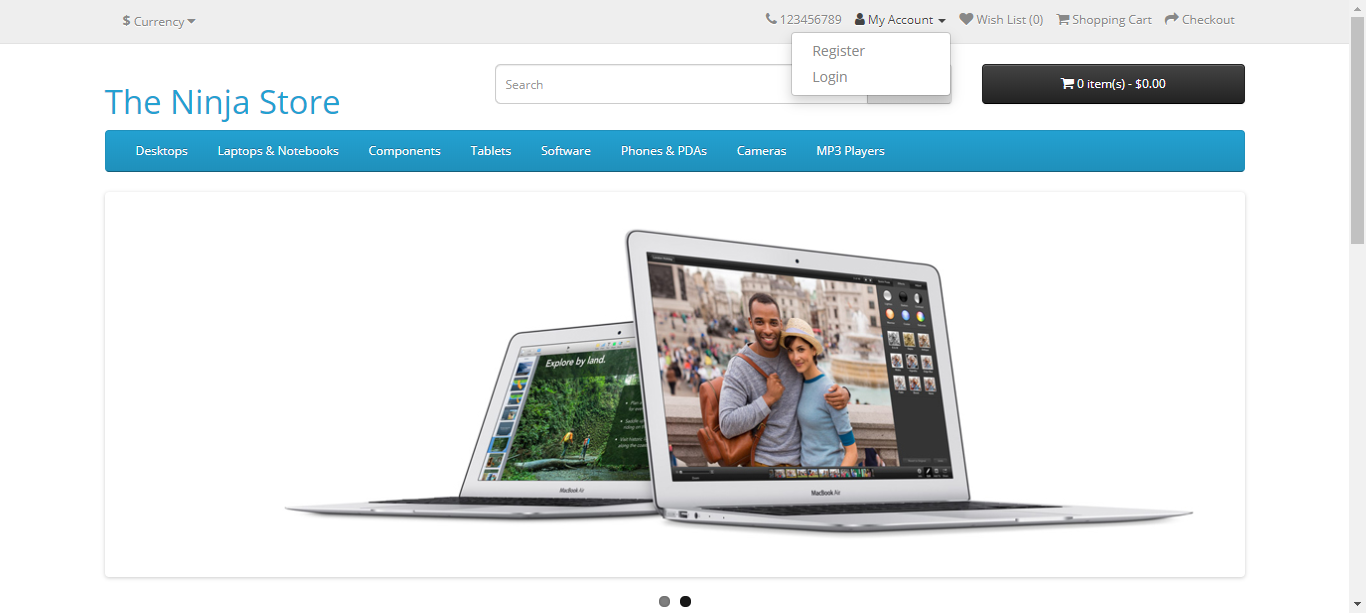 $ Currency
123456789 My Account Wish List (0) Shopping Cart Checkout
Register
Login
The Ninja Store
Search
0 item(s) - $0.00
Desktops Laptops & Notebooks Components Tablets Software Phones & PDAs Cameras MP3 Players
Explore by land.
MacBook Air
MacBook Air